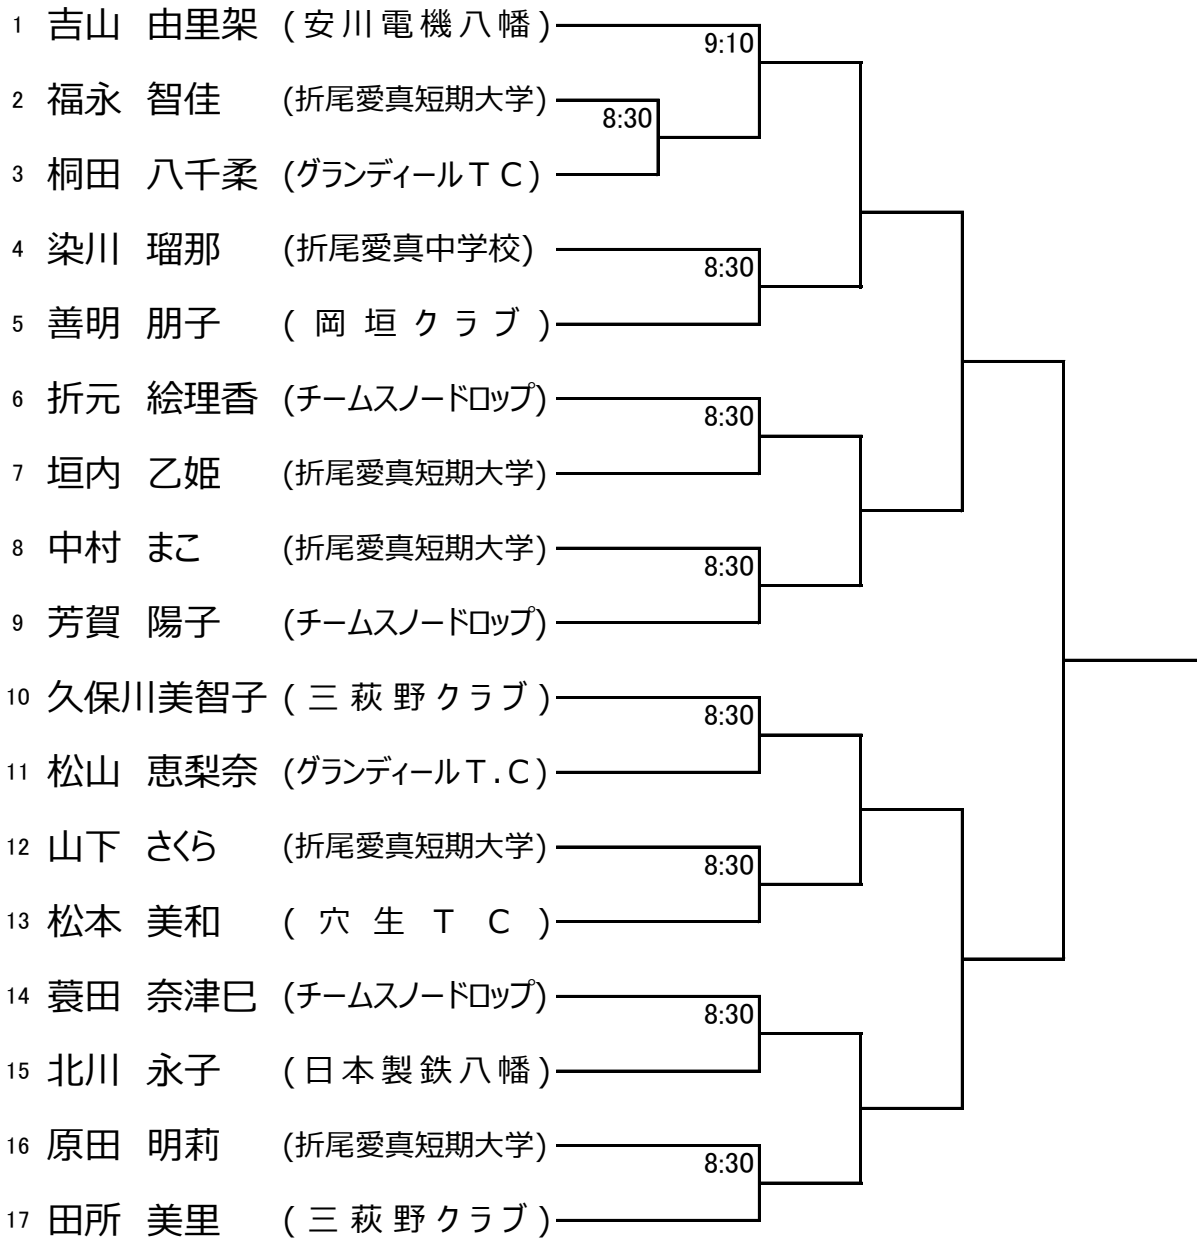 1 吉山 由里架 (安川電機八幡)
9:10
2 福永 智佳 (折尾愛真短期大学)
8:30
3 桐田 八千柔 (グランディールTC)
4 染川 瑠那 (折尾愛真中学校)
8:30
5 善明 朋子 (岡垣クラブ)
6 折元 絵理香 (チームスノードロップ)
8:30
7 垣内 乙姫 (折尾愛真短期大学)
8 中村 まこ (折尾愛真短期大学)
8:30
9 芳賀 陽子 (チームスノードロップ)
10 久保川美智子 (三萩野クラブ)
8:30
11 松山 恵梨奈 (グランディールT.C)
12 山下 さくら (折尾愛真短期大学)
8:30
13 松本 美和 (穴生TC)
14 蓑田 奈津巳 (チームスノードロップ)
8:30
15 北川 永子 (日本製鉄八幡)
16 原田 明莉 (折尾愛真短期大学)
8:30
17 田所 美里 (三萩野クラブ)